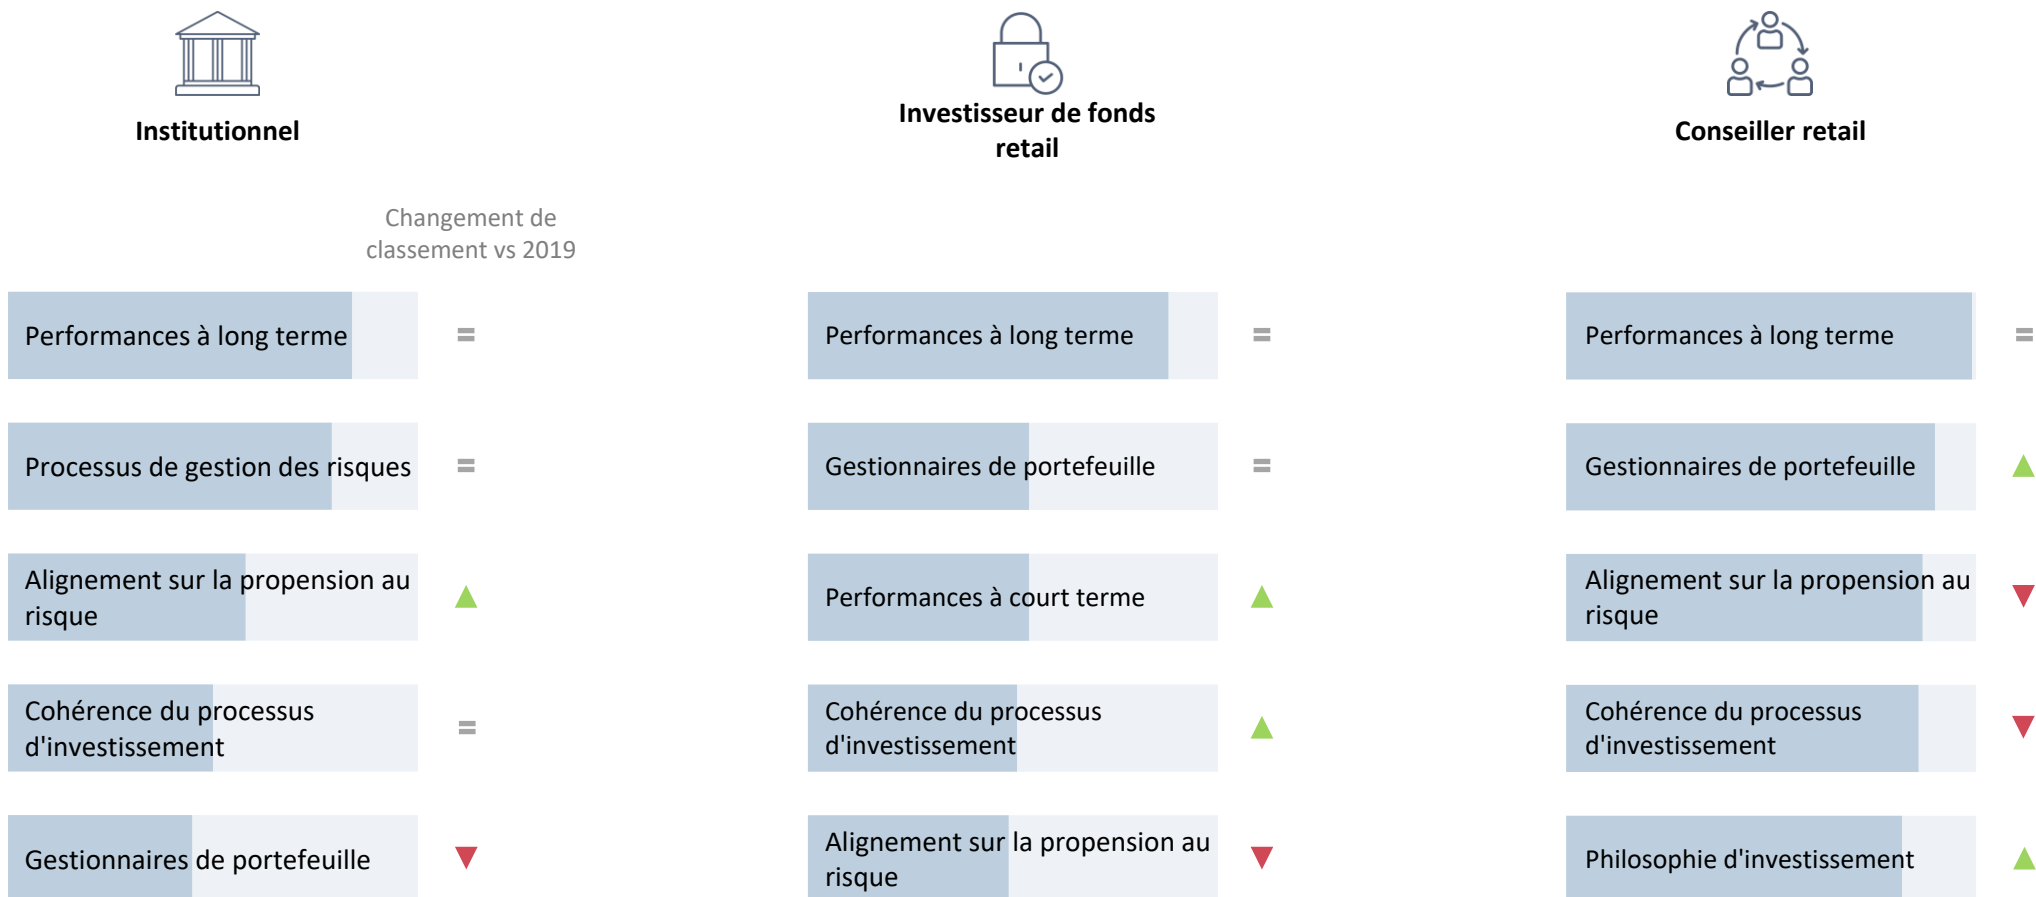 Institutionnel
Changement de
classement vs 2019
Performances à long terme
=
Processus de gestion des risques
=
Alignement sur la propension au
risque
Cohérence du processus
d'investissement
=
Gestionnaires de portefeuille
Investisseur de fonds
retail
Performances à long terme
=
Gestionnaires de portefeuille
=
Performances à court terme
Cohérence du processus
d'investissement
Alignement sur la propension au
risque
Conseiller retail
Performances à long terme
=
Gestionnaires de portefeuille
Alignement sur la propension au
risque
Cohérence du processus
d'investissement
Philosophie d'investissement